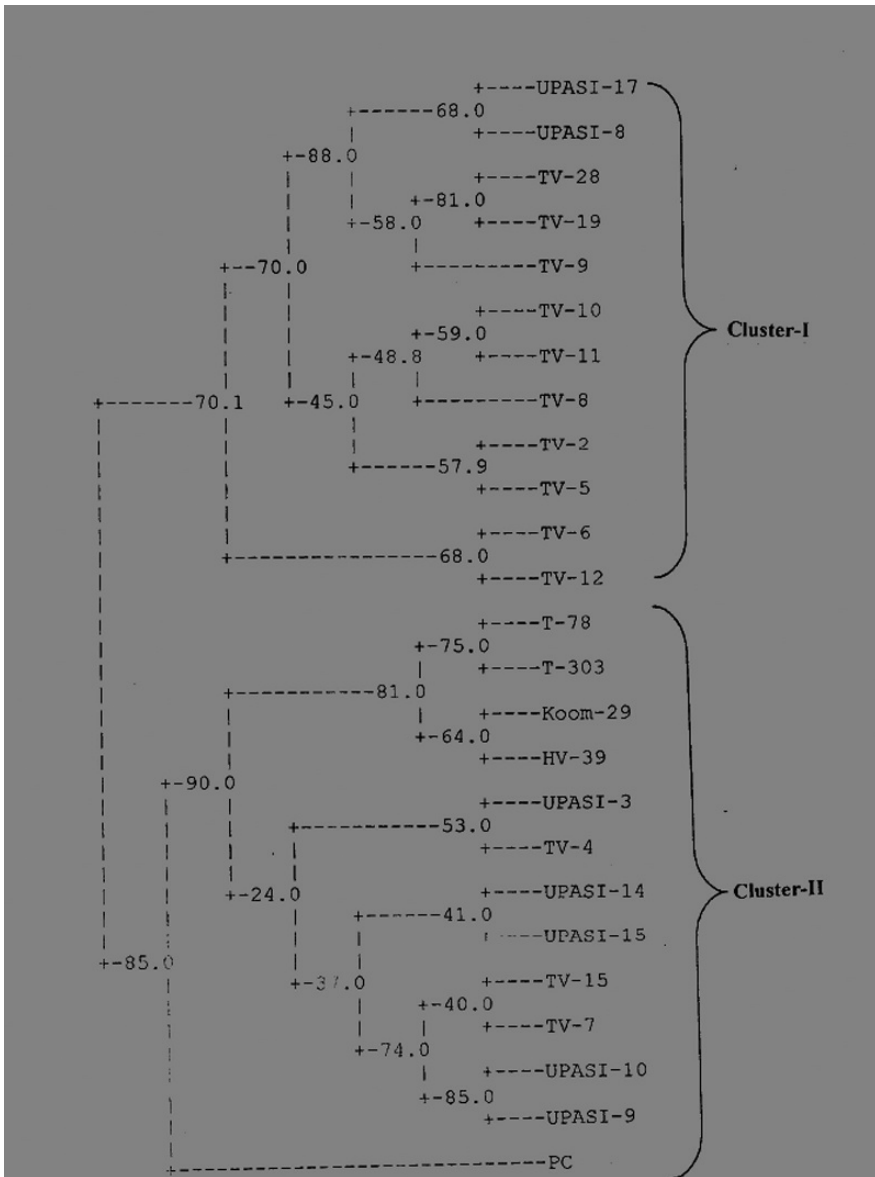 +----UPASI-17
+------68.0
+----UPASI-8
+-88.0
+----TV-28
+-81.0
+-58.0
+----TV-19
+--70.0
+---------TV-9
+----TV-10
+-59.0
Cluster-I
+-48.8
+----TV-11
+-------70.1
+-45.0
+---------TV-8
+----TV-2
+------57.9
+----TV-5
+----TV-6
+--------------68.0
+----TV-12
+----T-78
+-75.0
+----T-303
+----------81.0
+----Koom-29
+-64.0
+----HV-39
+-90.0
+----UPASI-3
+----------53.0
+----TV-4
+-24.0
+----UPASI-14
Cluster-II
+------41.0
----UPASI-15
+-85.0
+-37.0
+----TV-15
+-40.0
+----TV-7
+-74.0
+----UPASI-10
+-85.0
+----UPASI-9
+------------------------PC